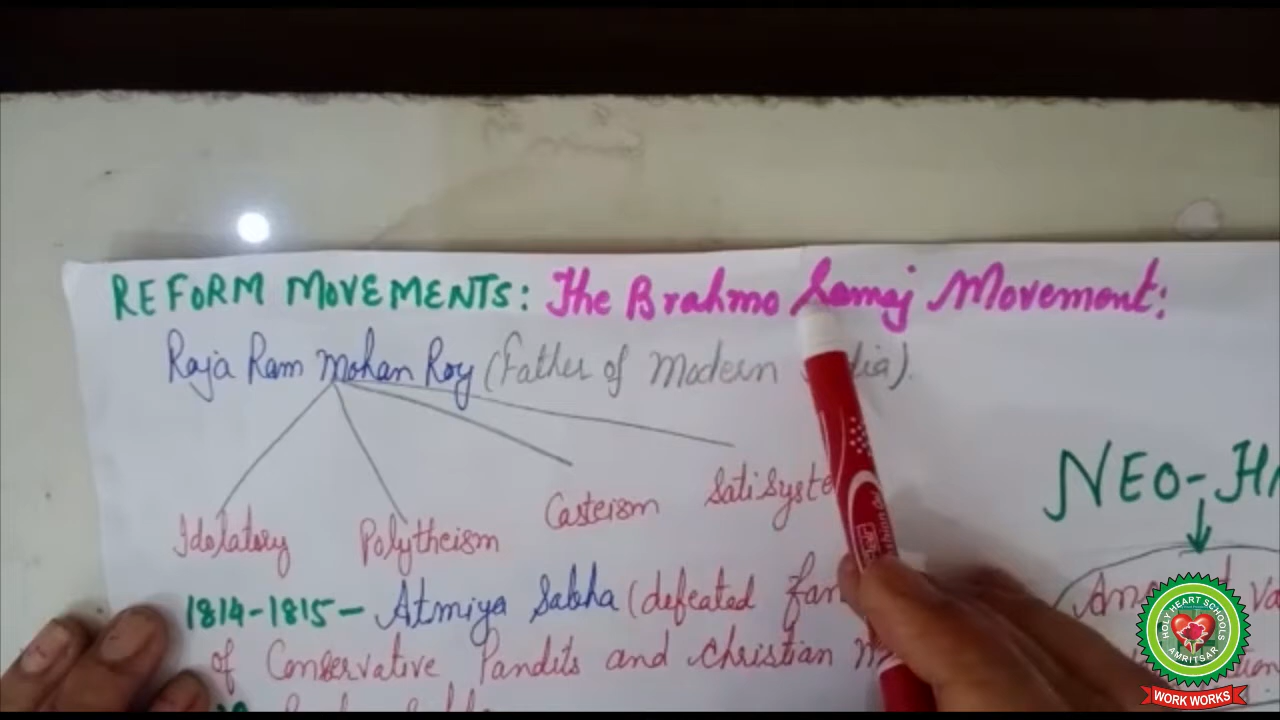 REFORM MOVEMENTS: The Brahmo Samaj Movement:
Raja Ram Mohan Roy (Father of Modern
Idolatory Polytheism Casteism Sati Syste
NEO-H
1814-1815- Atmiya Sabha (defeated
of Conservative Pandits and Christian
HOLY HEART SCHOOLS
AMRITSAR
WORK WORKS